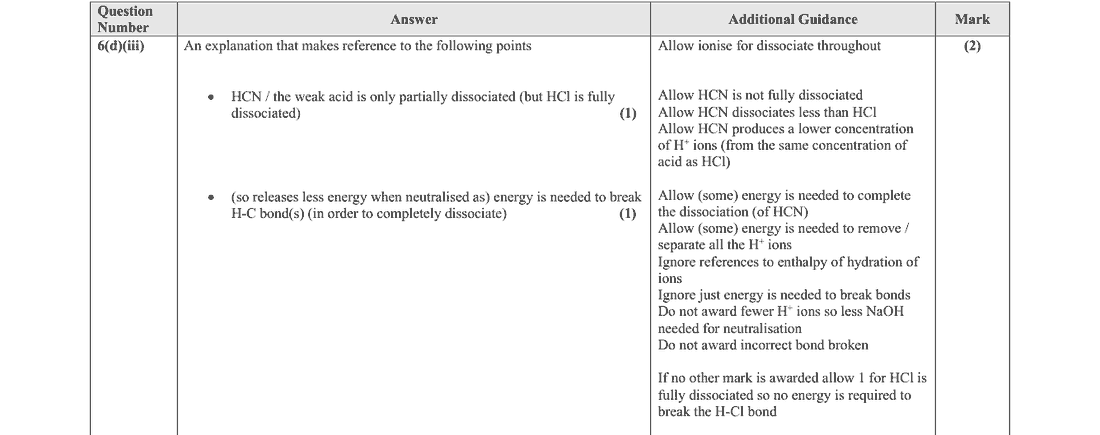 Question Number
Answer
Additional Guidance
Mark
6(d)(iii)
An explanation that makes reference to the following points
• HCN / the weak acid is only partially dissociated (but HCl is fully
dissociated) (1)
• (so releases less energy when neutralised as) energy is needed to break
H-C bond(s) (in order to completely dissociate) (1)
Allow ionise for dissociate throughout
Allow HCN is not fully dissociated
Allow HCN dissociates less than HCl
Allow HCN produces a lower concentration
of H⁺ ions (from the same concentration of
acid as HCl)
Allow (some) energy is needed to complete
the dissociation (of HCN)
Allow (some) energy is needed to remove /
separate all the H⁺ ions
Ignore references to enthalpy of hydration of
ions
Ignore just energy is needed to break bonds
Do not award fewer H⁺ ions so less NaOH
needed for neutralisation
Do not award incorrect bond broken
If no other mark is awarded allow 1 for HCl is
fully dissociated so no energy is required to
break the H-Cl bond
(2)